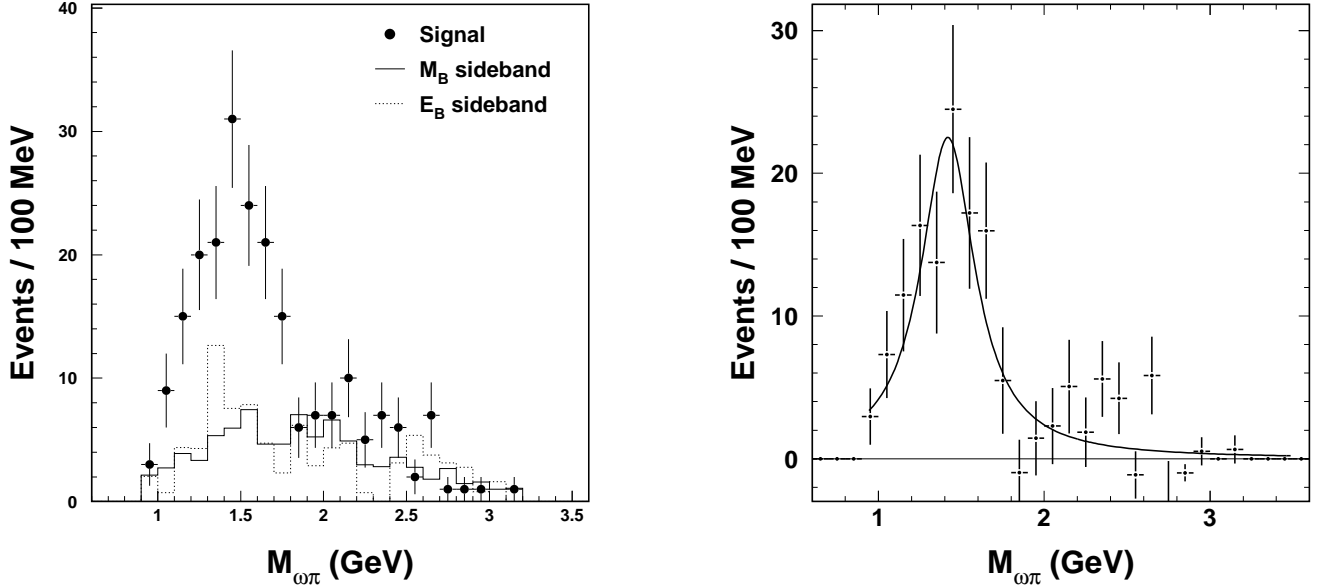 40
30
20
10
0
Events / 100 MeV
Signal
M_B sideband
E_B sideband
1 1.5 2 2.5 3 3.5
M_ωπ (GeV)
30
20
10
0
Events / 100 MeV
1 2 3
M_ωπ (GeV)